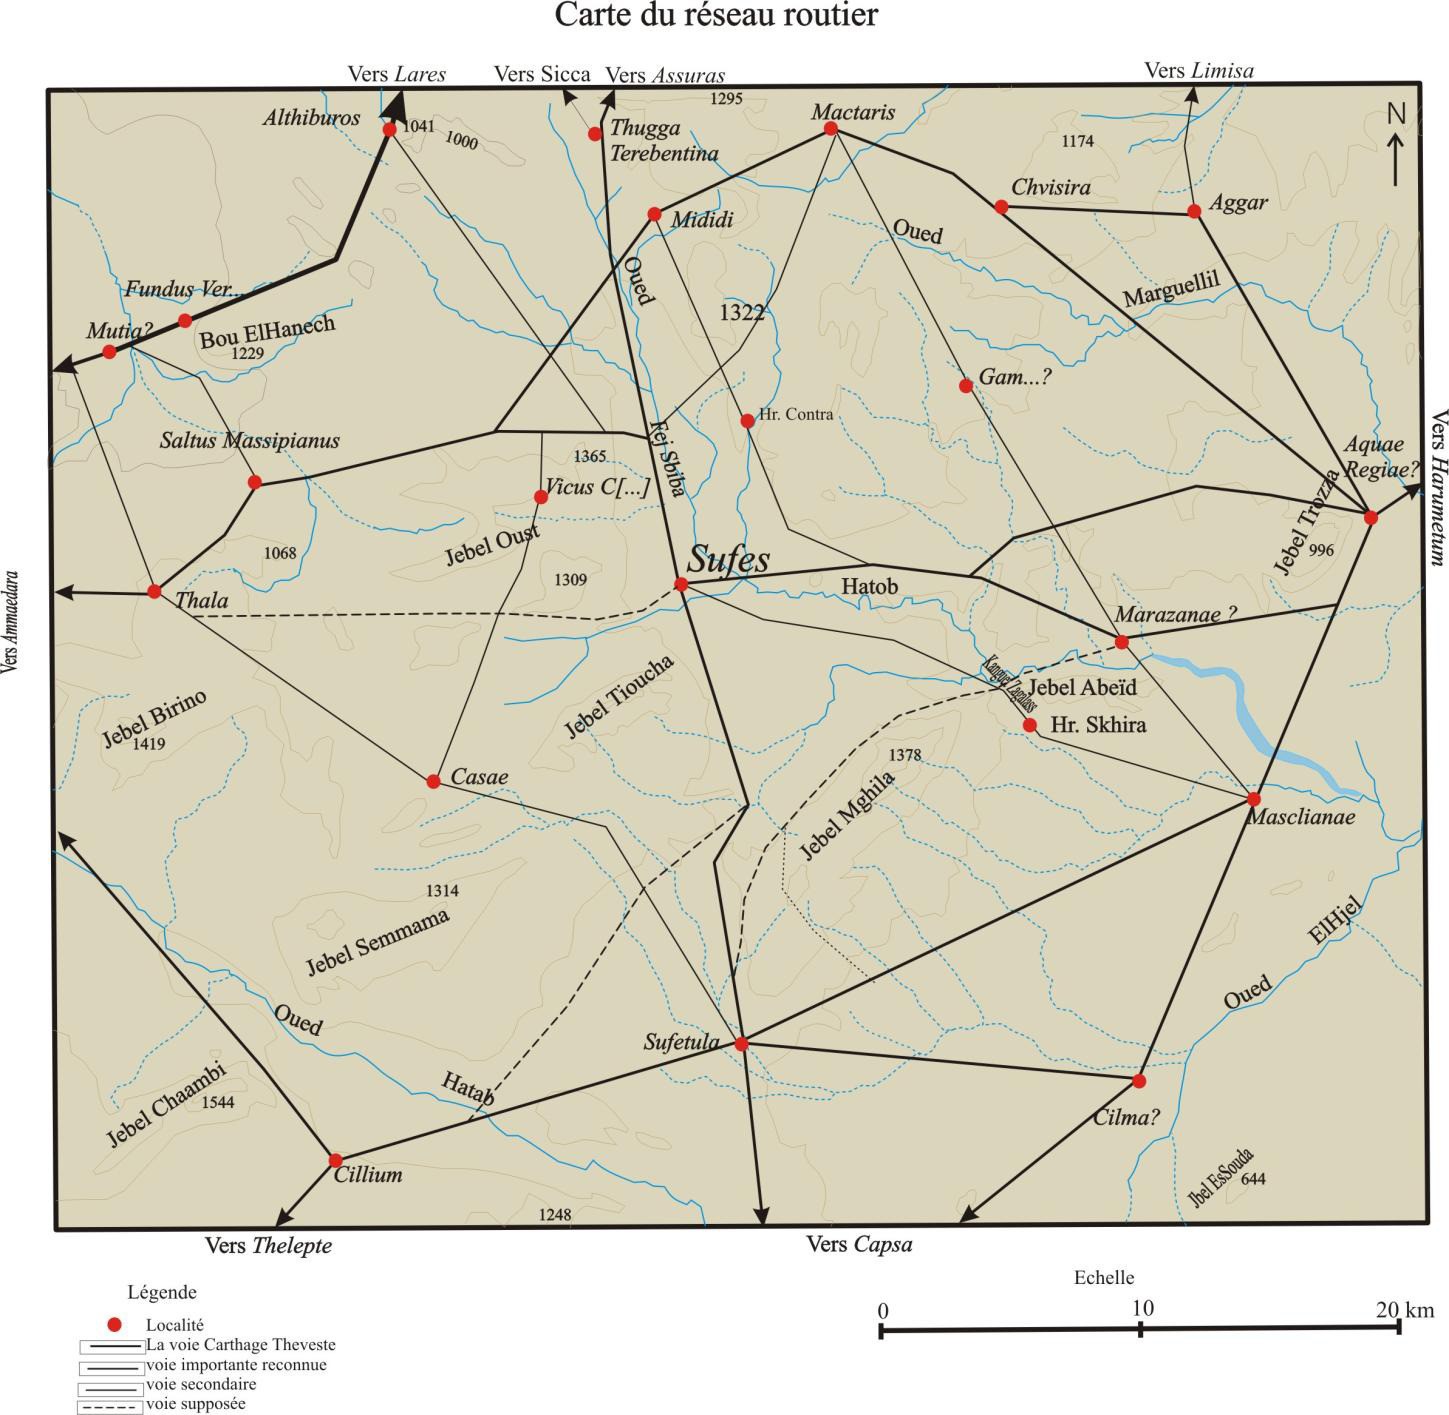 Carte du réseau routier
Vers Lares
Vers Sicca
Vers Assuras
Vers Limisa
1295
Althiburos
1041
1000
Thugga
Terebentina
Mactaris
1174
N
Chvisira
Aggar
Mididi
Oued
Oued
Marguellil
Fundus Ver...
Mutia?
Bou ElHanech
1229
1322
Gam...?
Hr. Contra
Saltus Massipianus
Fej Sbiba
1365
Vicus C[...]
Aquae
Regiae?
Vers Harumetum
Jebel Trozza
996
Jebel Oust
1068
1309
Sufes
Hatob
Thala
Vers Ammaedara
Marazanae ?
Kanguet Zagalass
Jebel Abeïd
Hr. Skhira
Jebel Tioucha
Jebel Birino
1419
1378
Casae
Jebel Mghila
Masclianae
1314
Jebel Semmama
ElHjel
Oued
Oued
Sufetula
Hatab
Jebel Chaambi
1544
Cilma?
Cillium
Jbel EsSouda
644
1248
Vers Thelepte
Vers Capsa
Légende
Localité
La voie Carthage Theveste
voie importante reconnue
voie secondaire
voie supposée
Echelle
0 10 20 km